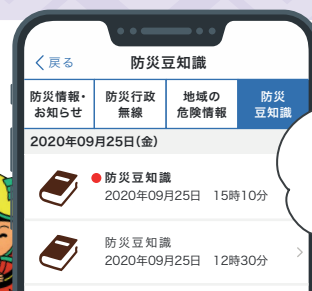 戻る 防災豆知識
防災情報・お知らせ
防災行政無線
地域の危険情報
防災豆知識
2020年09月25日(金)
防災豆知識
2020年09月25日 15時10分
防災豆知識
2020年09月25日 12時30分